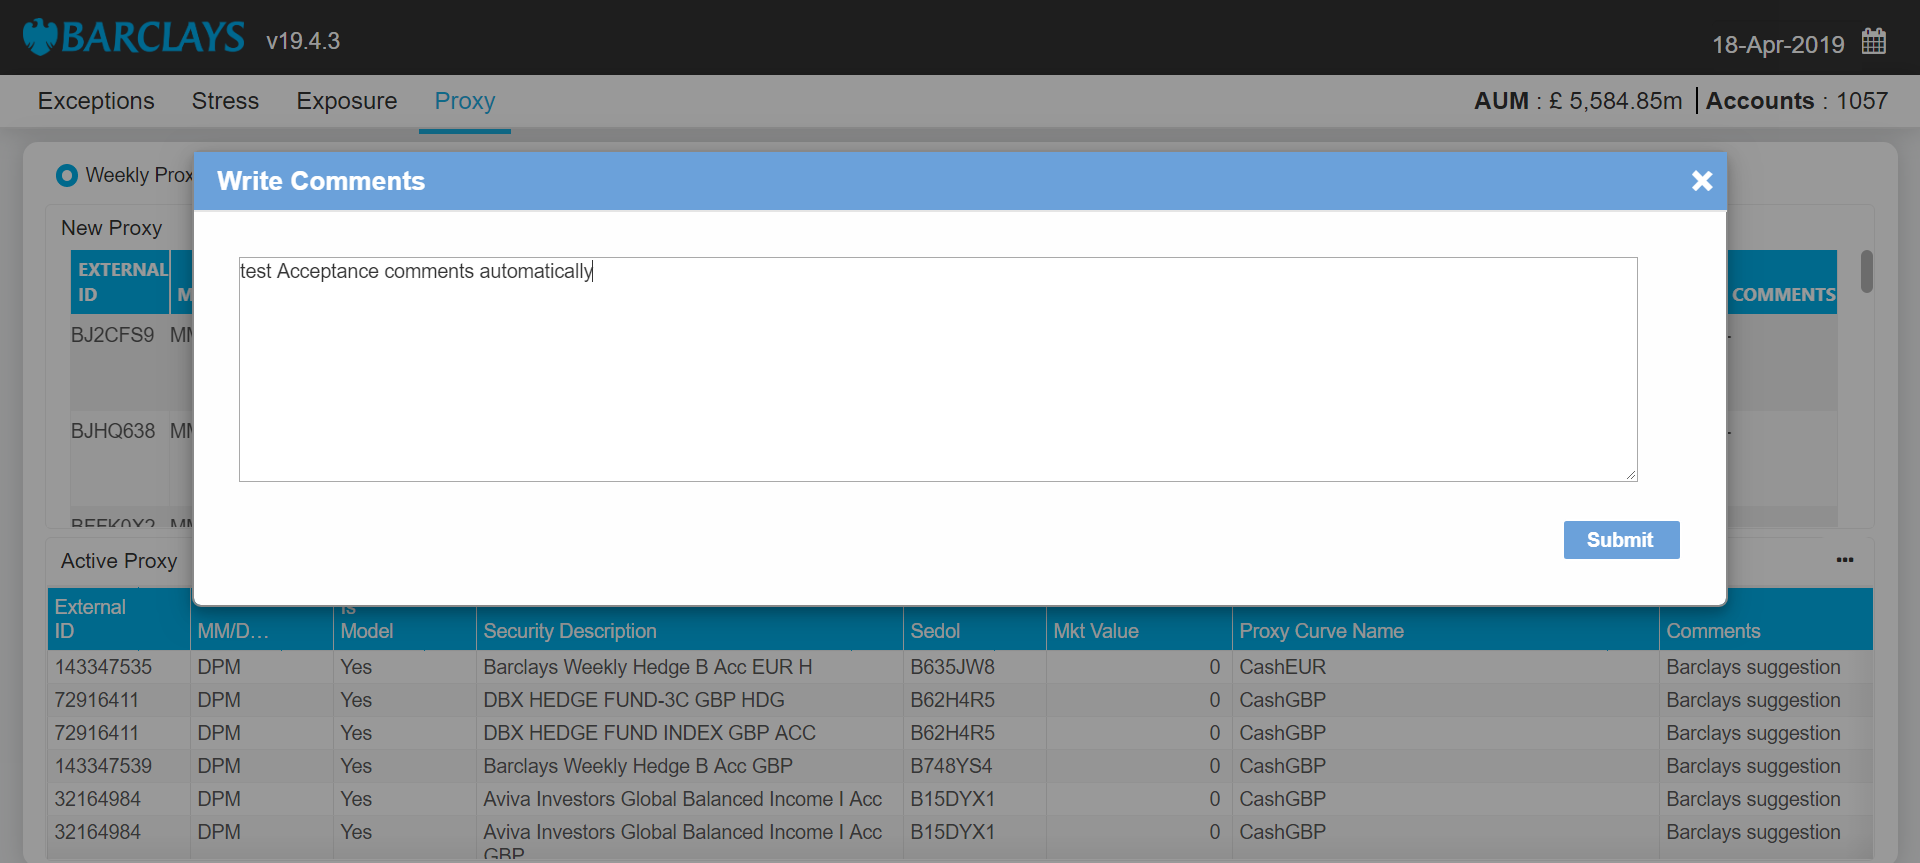 BARCLAYS v19.4.3
18-Apr-2019
Exceptions Stress Exposure Proxy
AUM : £ 5,584.85m Accounts : 1057
Weekly Prox
Write Comments
New Proxy
EXTERNAL
ID M COMMENTS
test Acceptance comments automatically
BJ2CFS9 MM
BJHQ638 MM
Submit
Active Proxy
External Is
ID MM/D... Model Security Description Sedol Mkt Value Proxy Curve Name Comments
143347535 DPM Yes Barclays Weekly Hedge B Acc EUR H B635JW8 0 CashEUR Barclays suggestion
72916411 DPM Yes DBX HEDGE FUND-3C GBP HDG B62H4R5 0 CashGBP Barclays suggestion
72916411 DPM Yes DBX HEDGE FUND INDEX GBP ACC B62H4R5 0 CashGBP Barclays suggestion
143347539 DPM Yes Barclays Weekly Hedge B Acc GBP B748YS4 0 CashGBP Barclays suggestion
32164984 DPM Yes Aviva Investors Global Balanced Income I Acc B15DYX1 0 CashGBP Barclays suggestion
32164984 DPM Yes Aviva Investors Global Balanced Income I Acc B15DYX1 0 CashGBP Barclays suggestion
GBP